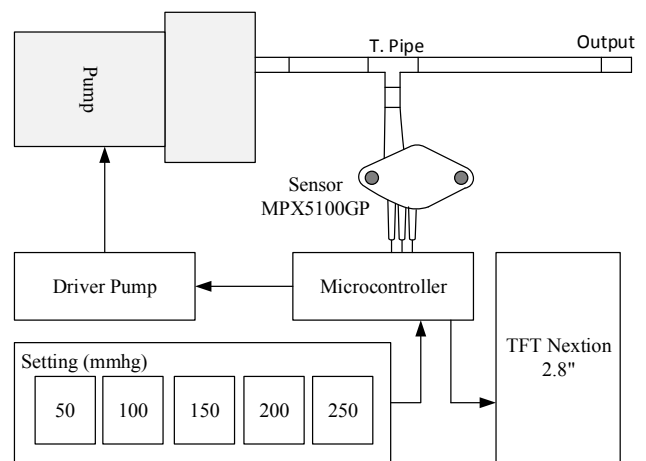 T. Pipe
Output
Pump
Sensor
MPX5100GP
Driver Pump
Microcontroller
TFT Nextion
2.8"
Setting (mmhg)
50
100
150
200
250